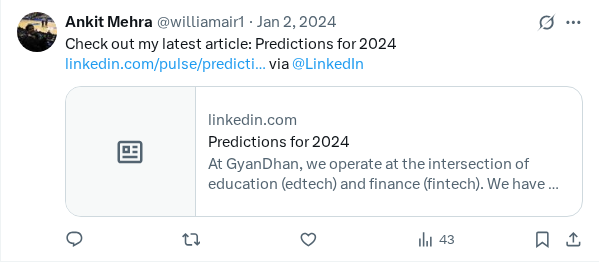 Ankit Mehra @williamair1 · Jan 2, 2024
Check out my latest article: Predictions for 2024
linkedin.com/pulse/predicti... via @LinkedIn
linkedin.com
Predictions for 2024
At GyanDhan, we operate at the intersection of
education (edtech) and finance (fintech). We have ...
43